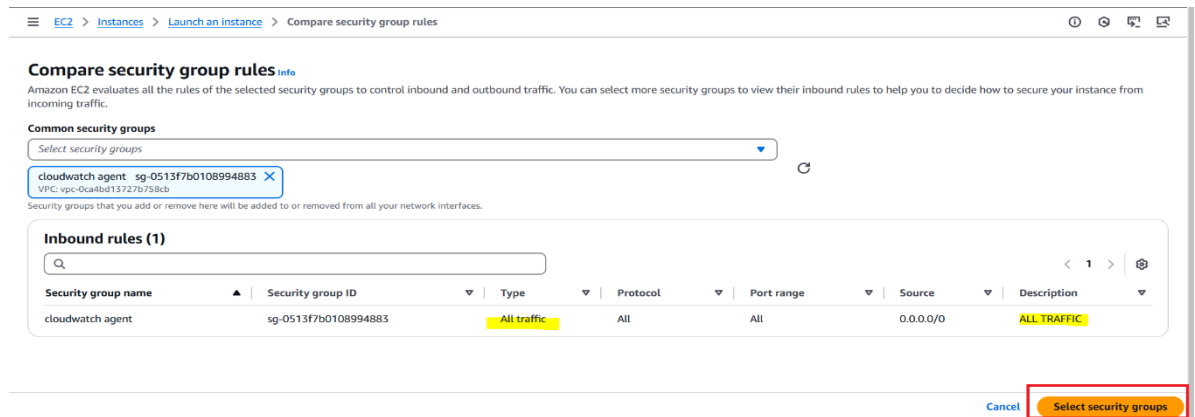 EC2 > Instances > Launch an instance > Compare security group rules
Compare security group rules Info
Amazon EC2 evaluates all the rules of the selected security groups to control inbound and outbound traffic. You can select more security groups to view their inbound rules to help you to decide how to secure your instance from
incoming traffic.
Common security groups
Select security groups
cloudwatch agent sg-0513f7b0108994883
VPC: vpc-0ca4bd13727b758cb
Security groups that you add or remove here will be added to or removed from all your network interfaces.
Inbound rules (1)
1
Security group name Security group ID Type Protocol Port range Source Description
cloudwatch agent sg-0513f7b0108994883 All traffic All All 0.0.0.0/0 ALL TRAFFIC
Cancel Select security groups